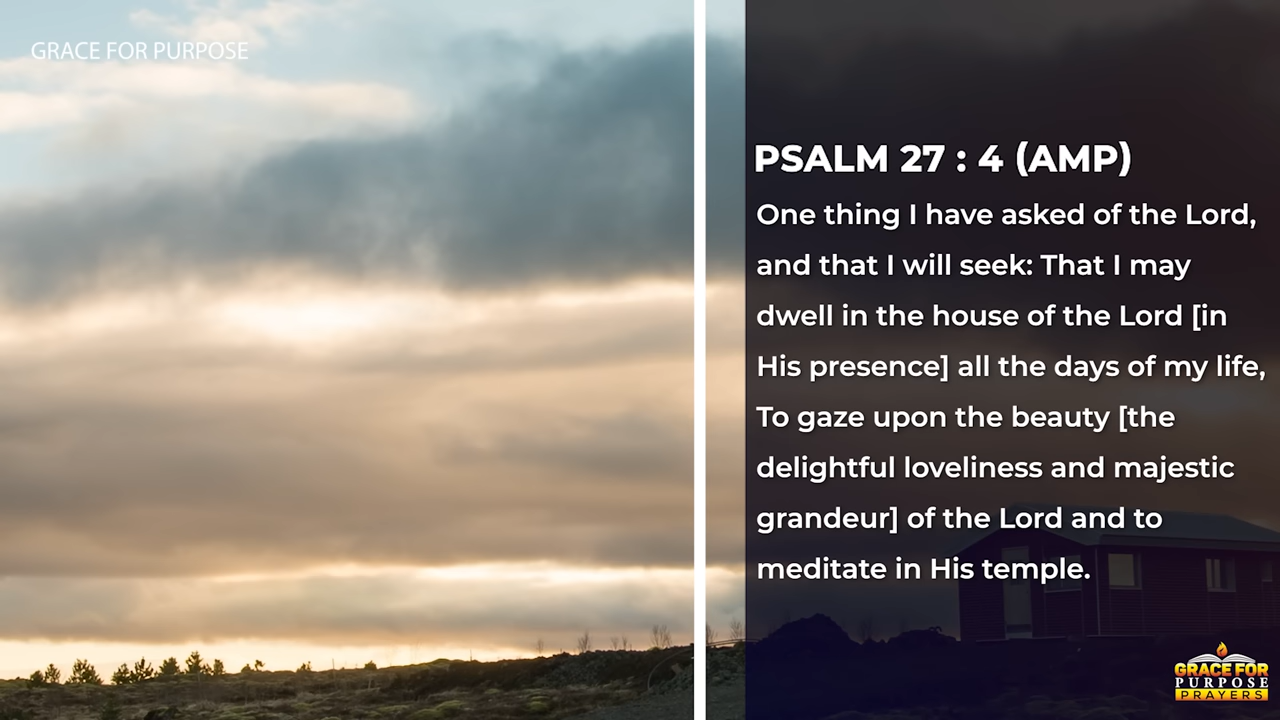 GRACE FOR PURPOSE
PSALM 27 : 4 (AMP)
One thing I have asked of the Lord,
and that I will seek: That I may
dwell in the house of the Lord [in
His presence] all the days of my life,
To gaze upon the beauty [the
delightful loveliness and majestic
grandeur] of the Lord and to
meditate in His temple.
GRACE FOR
PURPOSE
PRAYERS